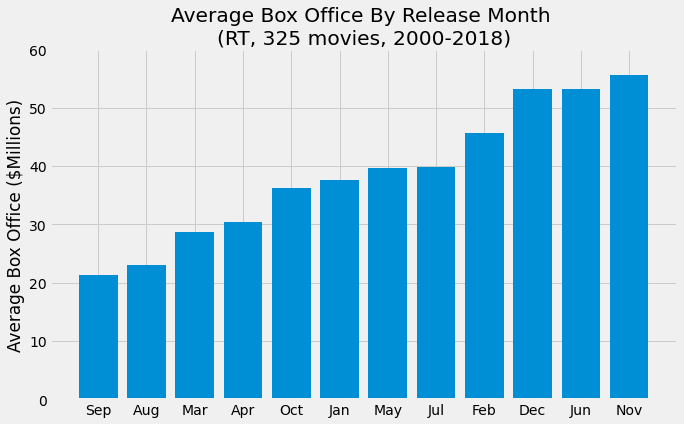 Average Box Office By Release Month
(RT, 325 movies, 2000-2018)
Average Box Office ($Millions)
60
50
40
30
20
10
0
Sep Aug Mar Apr Oct Jan May Jul Feb Dec Jun Nov